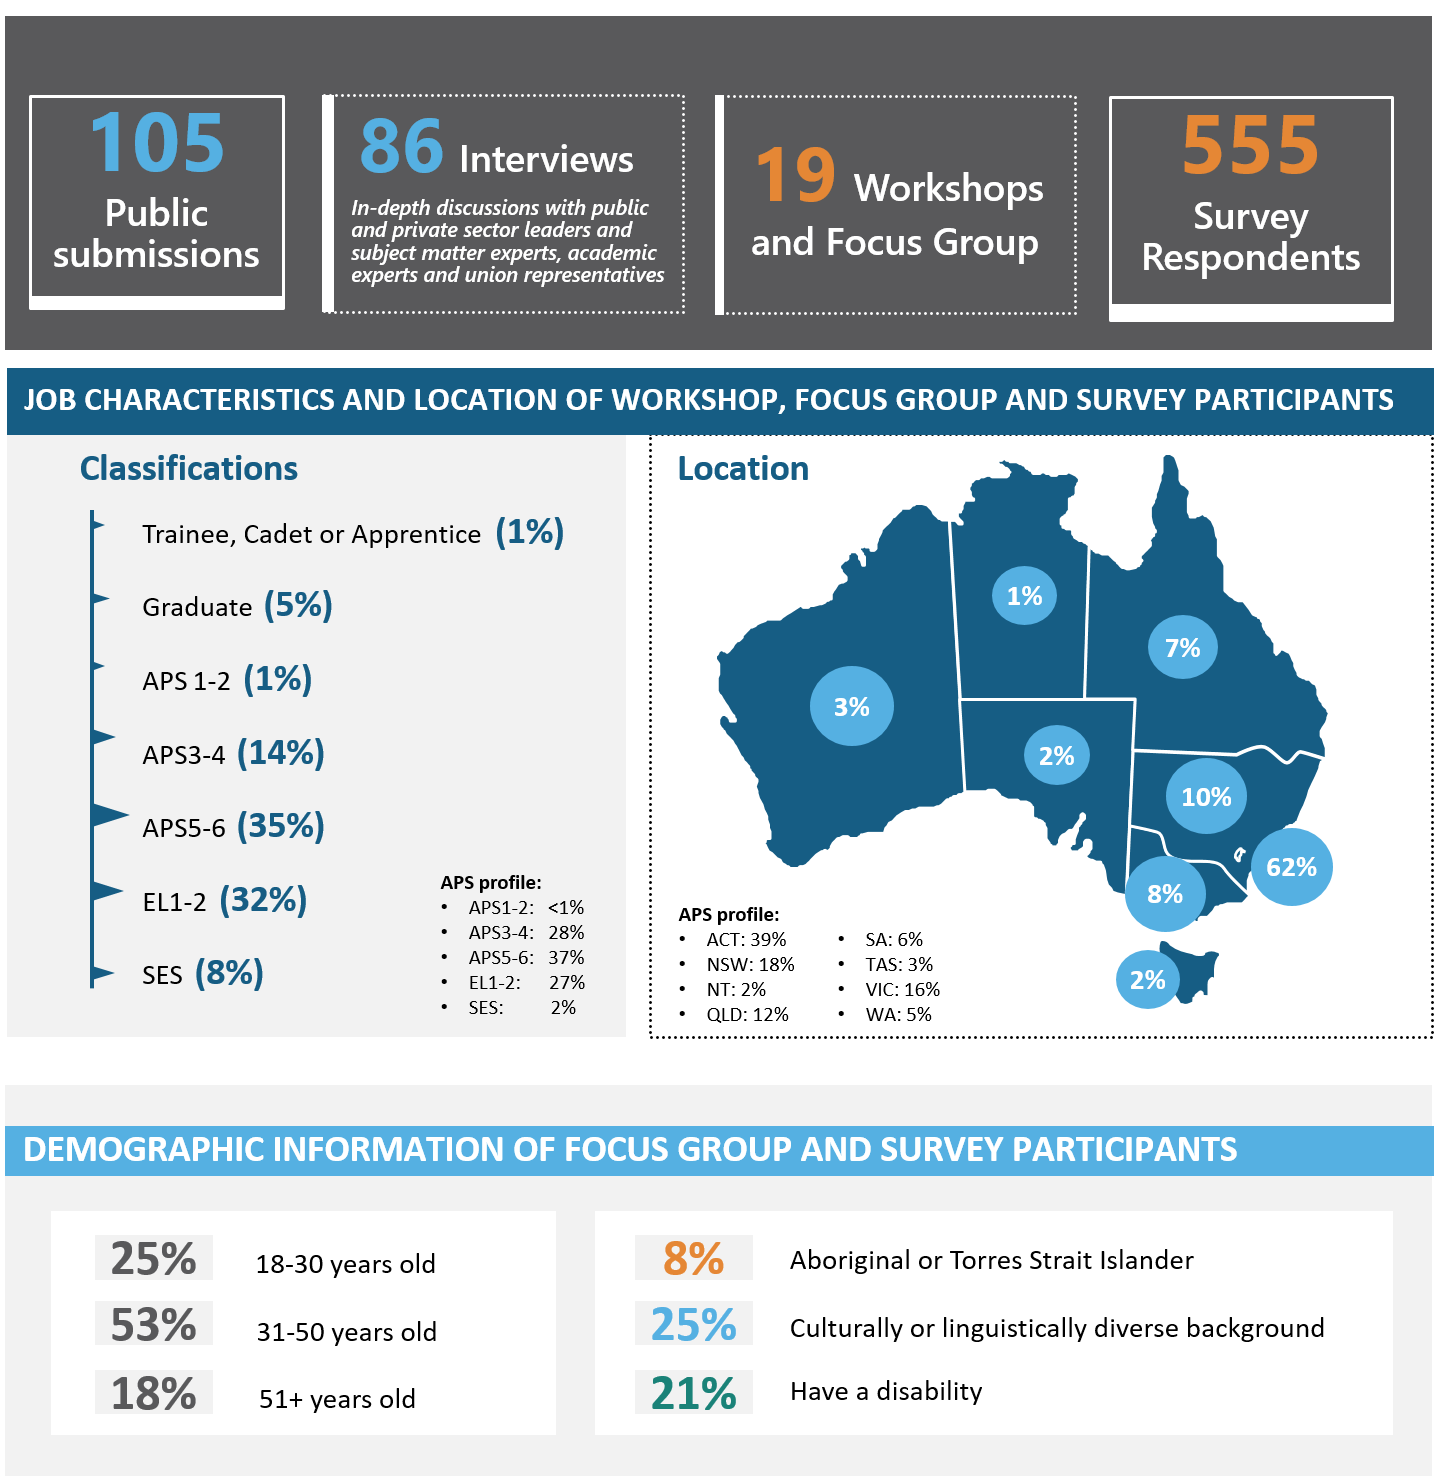 105
Public
submissions
86 Interviews
In-depth discussions with public
and private sector leaders and
subject matter experts, academic
experts and union representatives
19 Workshops
and Focus Group
555
Survey
Respondents
JOB CHARACTERISTICS AND LOCATION OF WORKSHOP, FOCUS GROUP AND SURVEY PARTICIPANTS
Classifications
Trainee, Cadet or Apprentice (1%)
Graduate (5%)
APS 1-2 (1%)
APS3-4 (14%)
APS5-6 (35%)
EL1-2 (32%)
SES (8%)
APS profile:
• APS1-2: <1%
• APS3-4: 28%
• APS5-6: 37%
• EL1-2: 27%
• SES: 2%
Location
1%
7%
3%
2%
10%
62%
8%
2%
APS profile:
• ACT: 39%
• NSW: 18%
• NT: 2%
• QLD: 12%
• SA: 6%
• TAS: 3%
• VIC: 16%
• WA: 5%
DEMOGRAPHIC INFORMATION OF FOCUS GROUP AND SURVEY PARTICIPANTS
25% 18-30 years old
53% 31-50 years old
18% 51+ years old
8% Aboriginal or Torres Strait Islander
25% Culturally or linguistically diverse background
21% Have a disability